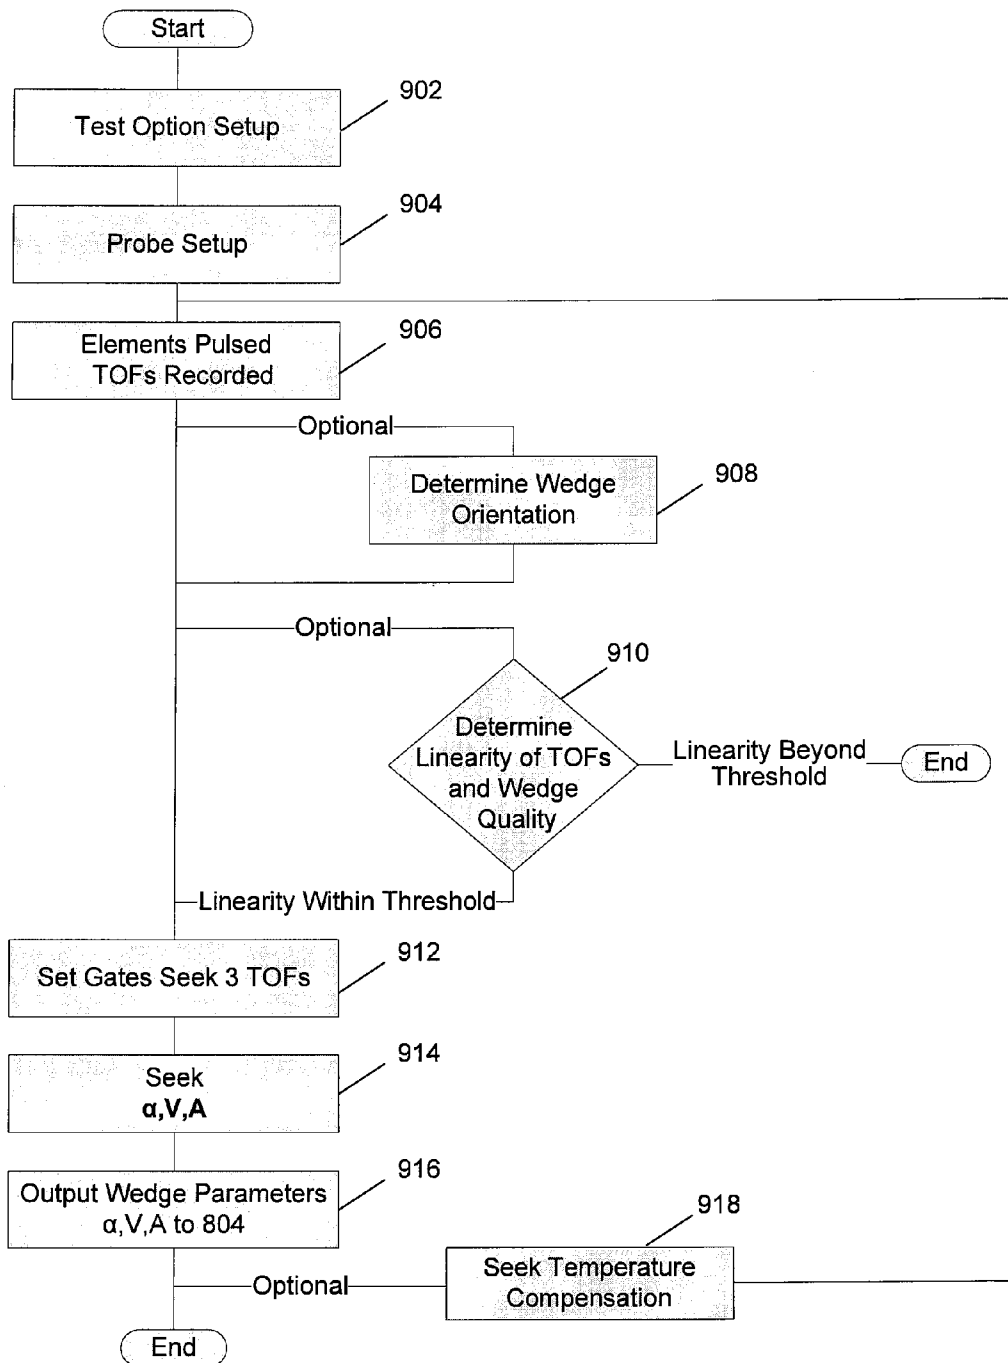 Start
902
Test Option Setup
904
Probe Setup
906
Elements Pulsed
TOFs Recorded
Optional
908
Determine Wedge
Orientation
Optional
910
Determine
Linearity of TOFs
and Wedge
Quality
Linearity Beyond
Threshold
End
Linearity Within Threshold
912
Set Gates Seek 3 TOFs
914
Seek
α,V,A
916
Output Wedge Parameters
α,V,A to 804
918
Optional
Seek Temperature
Compensation
End